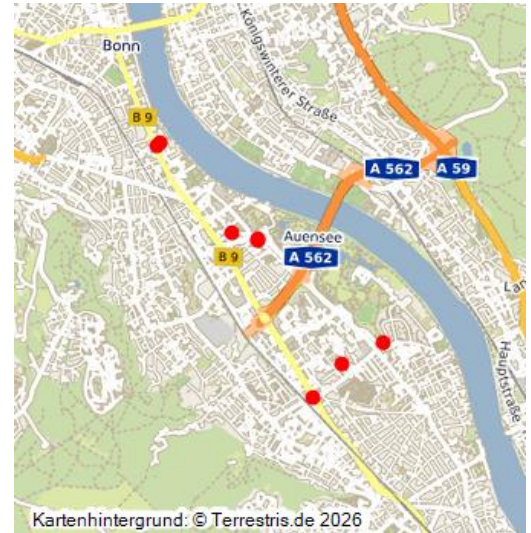 Bonn
Königswinterer Straße
B 9
A 562
A 59
Auensee
A 562
B 9
Hauptstraße
Kartenhintergrund: © Terrestris.de 2026